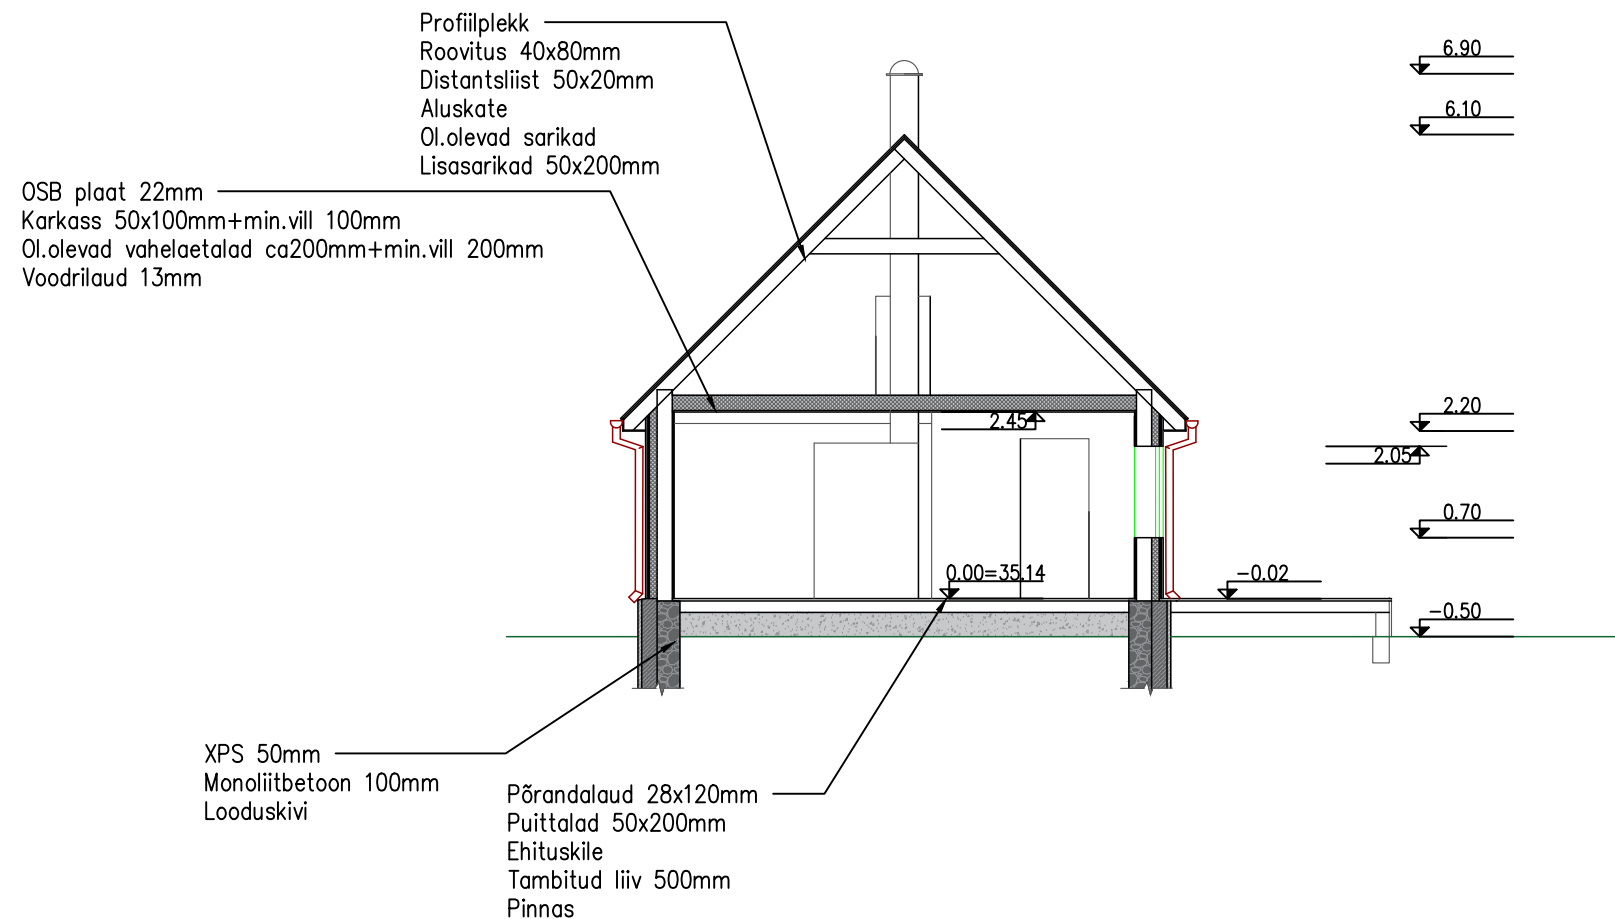 Profiilplekk
Roovitus 40x80mm
Distantsliist 50x20mm
Aluskate
Ol.olevad sarikad
Lisasarikad 50x200mm
OSB plaat 22mm
Karkass 50x100mm+min.vill 100mm
Ol.olevad vahelaetalad ca200mm+min.vill 200mm
Voodrilaud 13mm
6.90
6.10
2.20
2.45
2.05
0.70
0.00=35.14
-0.02
-0.50
XPS 50mm
Monoliitbetoon 100mm
Looduskivi
Põrandalaud 28x120mm
Puittalad 50x200mm
Ehituskile
Tambitud liiv 500mm
Pinnas